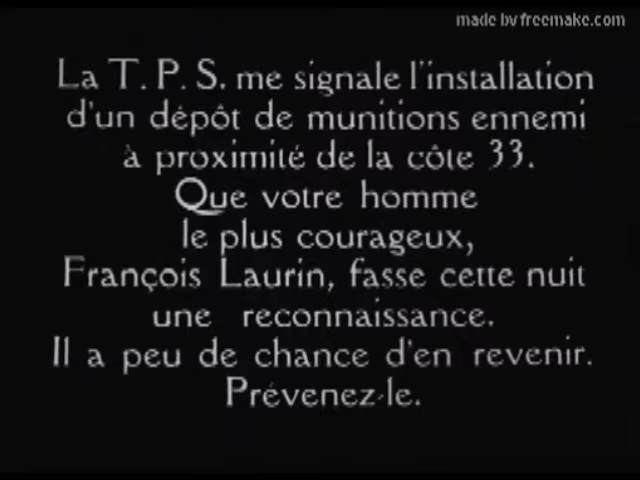 made by freemake.com
La T. P. S. me signale l'installation
d'un dépôt de munitions ennemi
à proximité de la côte 33.
Que votre homme
le plus courageux,
François Laurin, fasse cette nuit
une reconnaissance.
Il a peu de chance d'en revenir.
Prévenez-le.